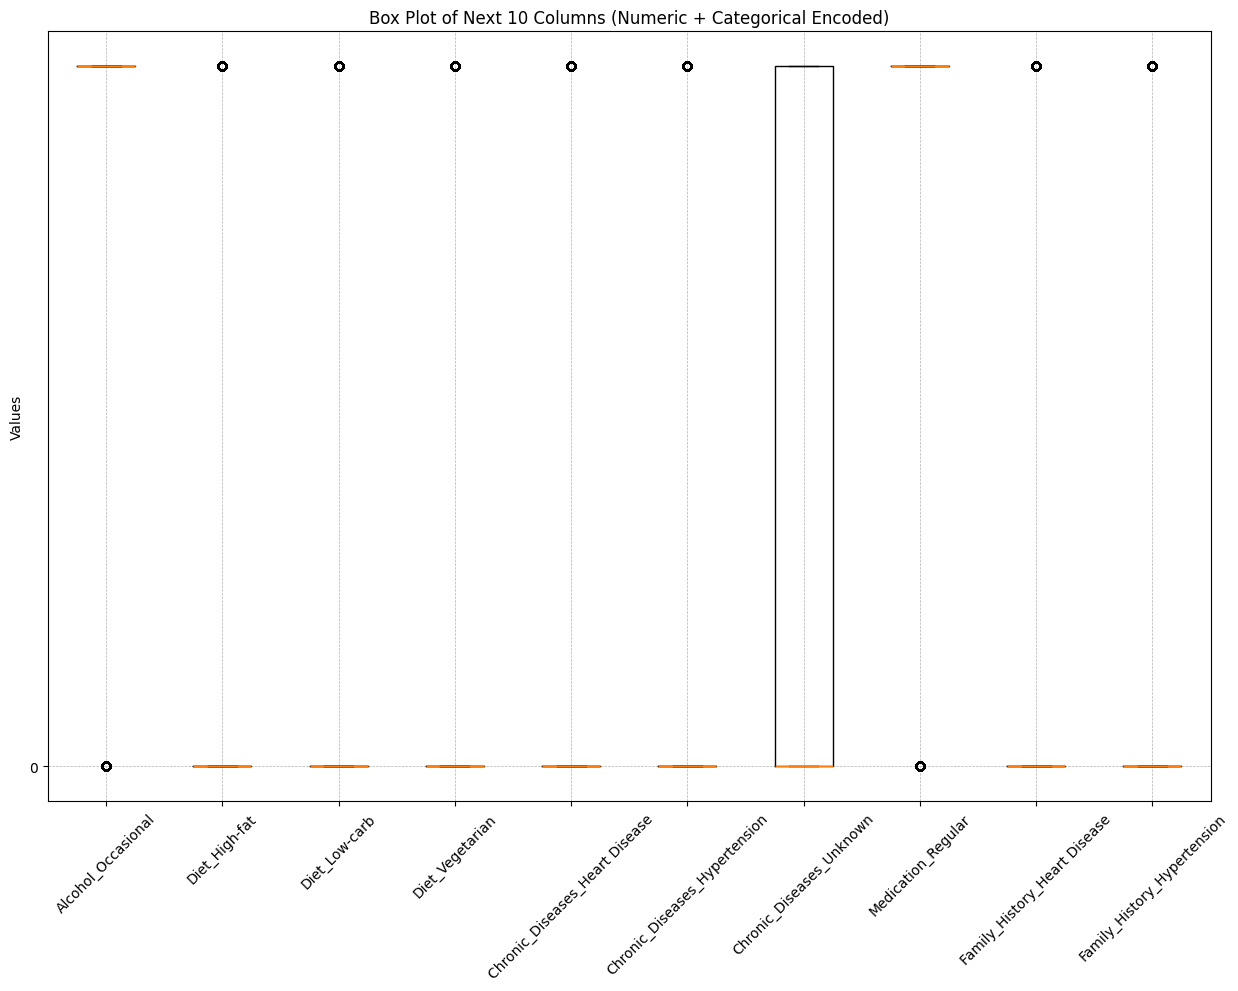 Box Plot of Next 10 Columns (Numeric + Categorical Encoded)
Values
0
Alcohol_Occasional
Diet_High-fat
Diet_Low-carb
Diet_Vegetarian
Chronic_Diseases_Heart Disease
Chronic_Diseases_Hypertension
Chronic_Diseases_Unknown
Medication_Regular
Family_History_Heart Disease
Family_History_Hypertension